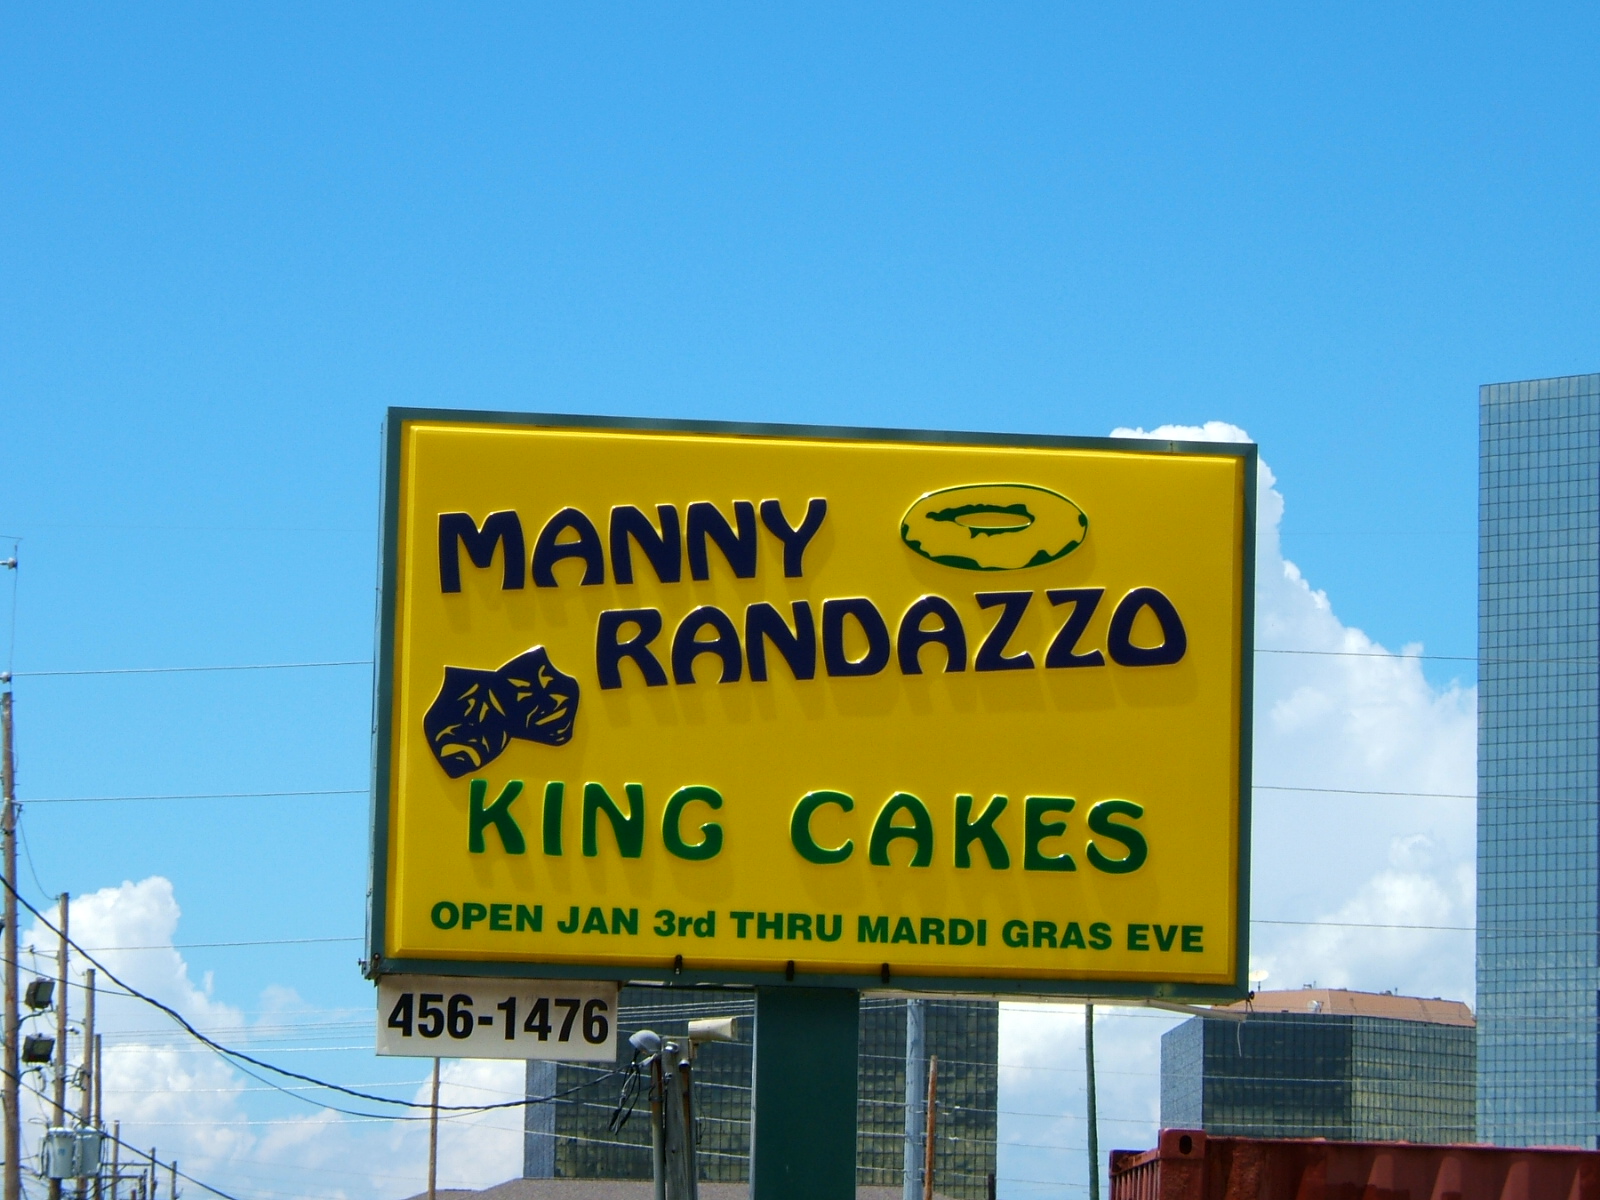 MANNY
RANDAZZO
KING CAKES
OPEN JAN 3rd THRU MARDI GRAS EVE
456-1476